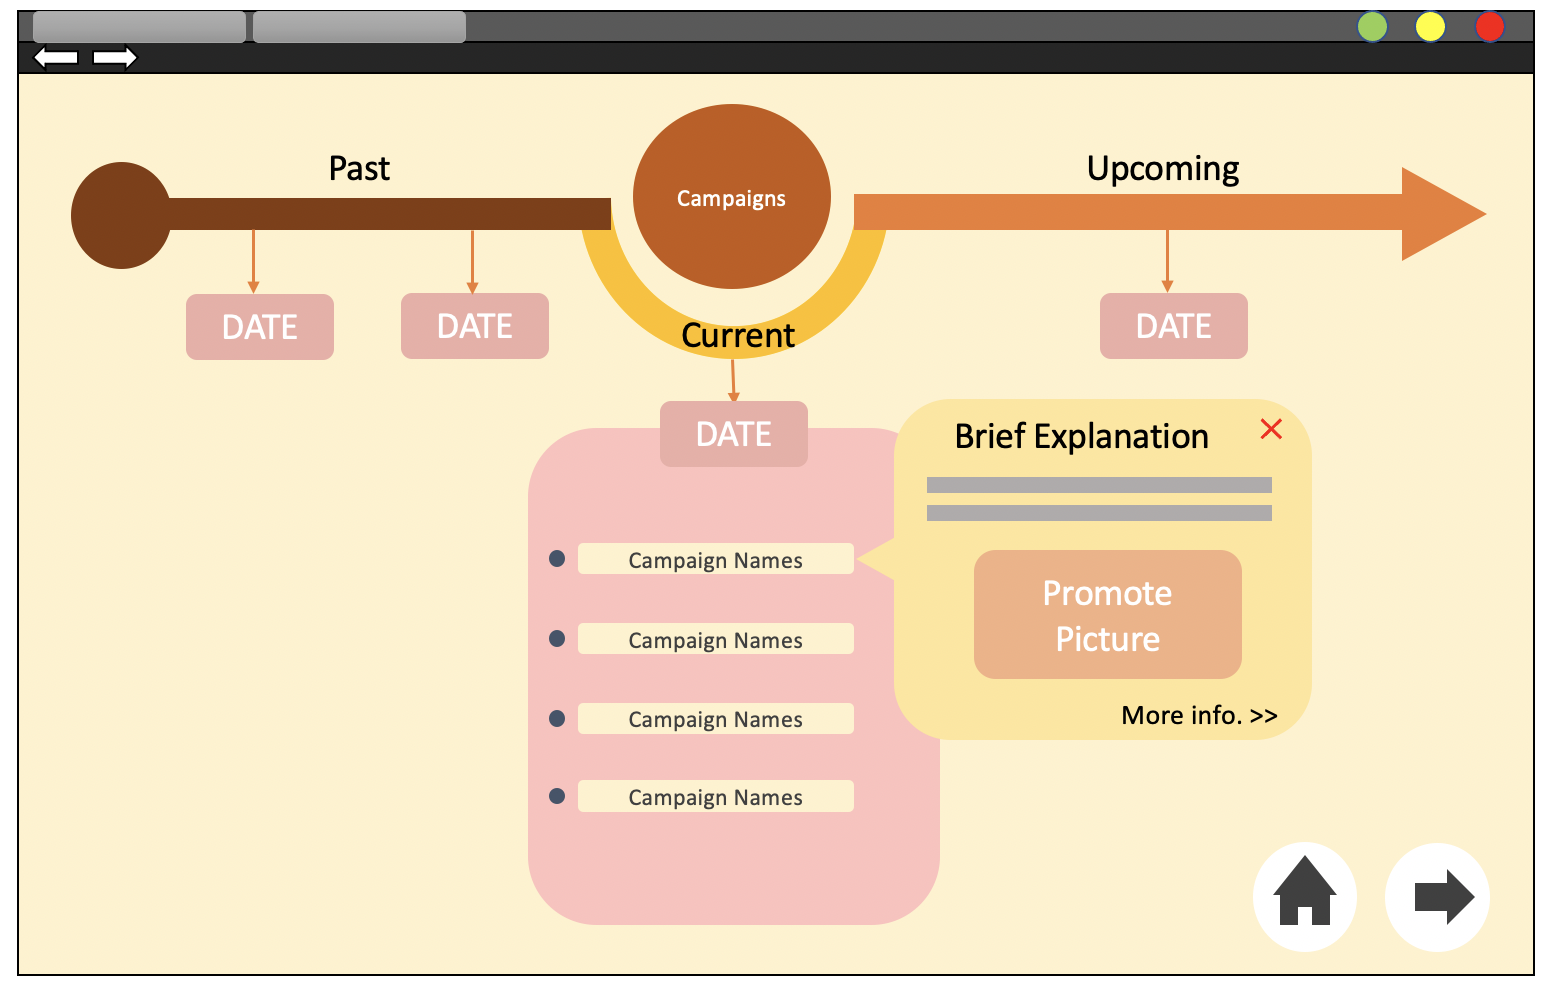 Past
Campaigns
Upcoming
DATE
DATE
Current
DATE
DATE
Brief Explanation
Campaign Names
Promote
Picture
Campaign Names
Campaign Names
More info. >>
Campaign Names